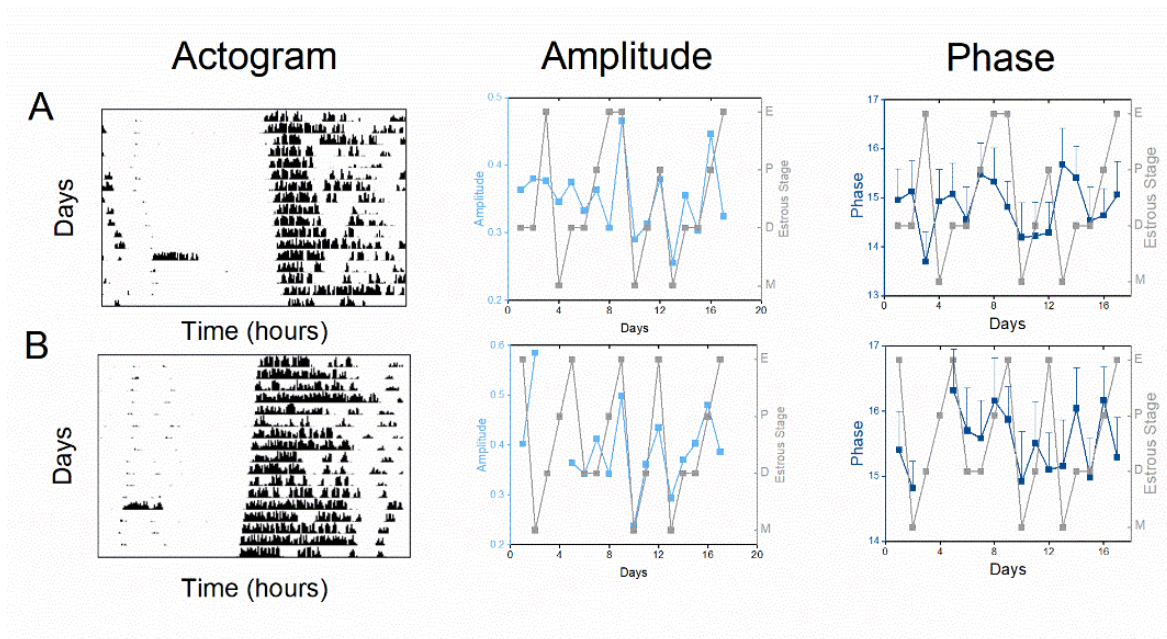 Actogram
Amplitude
Phase
A
Days
Time (hours)
0.5
0.4
0.3
0.2
Amplitude
0 4 8 12 16 20
Days
E
P
D
M
Estrous Stage
17
16
15
14
13
Phase
0 4 8 12 16
Days
E
P
D
M
Estrous Stage
B
Days
Time (hours)
0.6
0.5
0.4
0.3
0.2
Amplitude
0 4 8 12 16 20
Days
E
P
D
M
Estrous Stage
17
16
15
14
Phase
0 4 8 12 16
Days
E
P
D
M
Estrous Stage